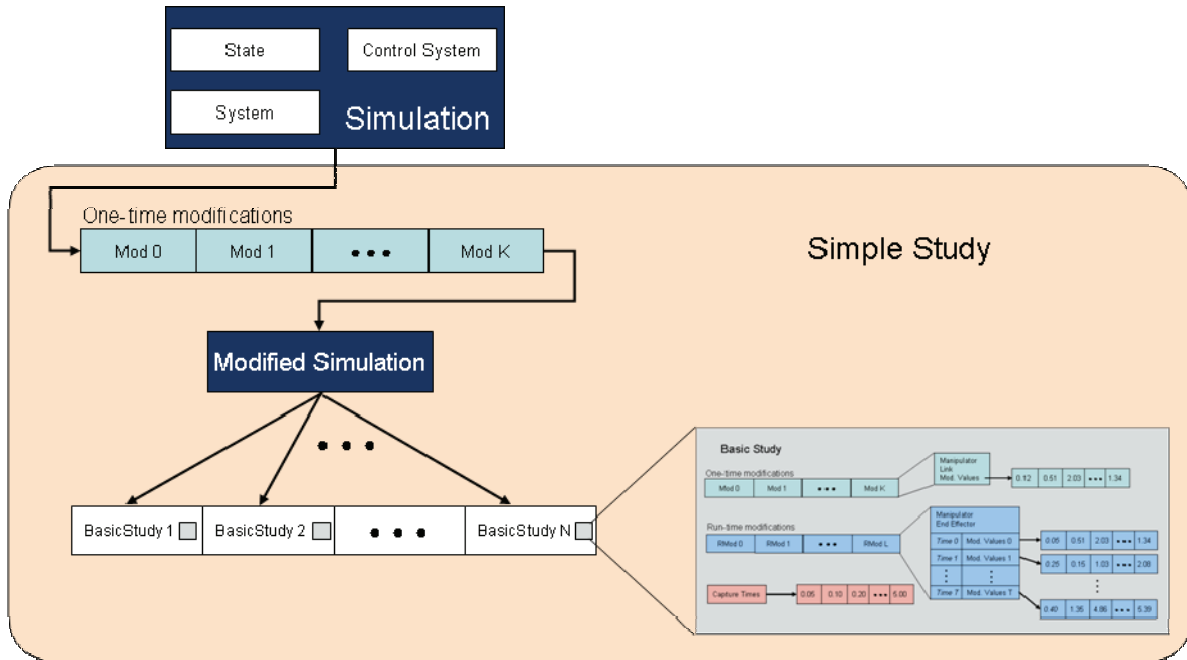 State
Control System
System
Simulation
One-time modifications
Mod 0 Mod 1 ••• Mod K
Simple Study
Modified Simulation
•••
BasicStudy 1 BasicStudy 2 ••• BasicStudy N
Basic Study
One-time modifications
Mod 0 Mod 1 ••• Mod K
Manipulator
Link
Mod. Values
0.12 0.51 2.03 ••• 1.34
Run-time modifications
RMod 0 RMod 1 ••• RMod L
Manipulator
End Effector
Time 0 Mod. Values 0
Time 1 Mod. Values 1
Time T Mod. Values T
0.05 0.51 2.03 ••• 1.34
0.25 0.15 1.03 ••• 2.08
0.40 1.35 4.86 ••• 5.39
Capture Times
0.05 0.10 0.20 ••• 5.00